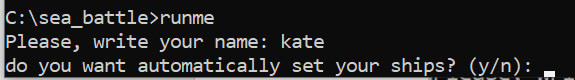 C:\sea_battle>runme
Please, write your name: kate
do you want automatically set your ships? (y/n):